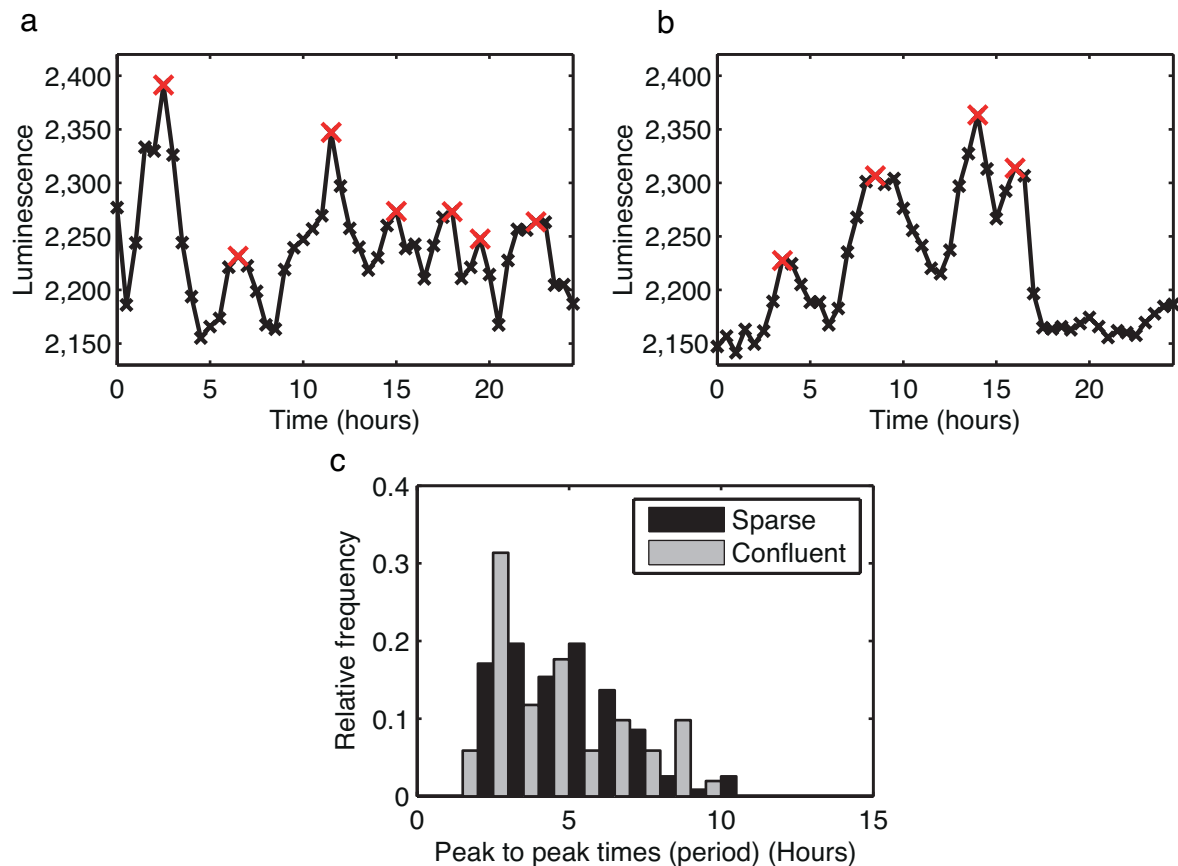 a
2,400
2,350
2,300
2,250
2,200
2,150
Luminescence
0 5 10 15 20
Time (hours)
b
2,400
2,350
2,300
2,250
2,200
2,150
Luminescence
0 5 10 15 20
Time (hours)
c
0.4
0.3
0.2
0.1
0
Relative frequency
Sparse
Confluent
0 5 10 15
Peak to peak times (period) (Hours)